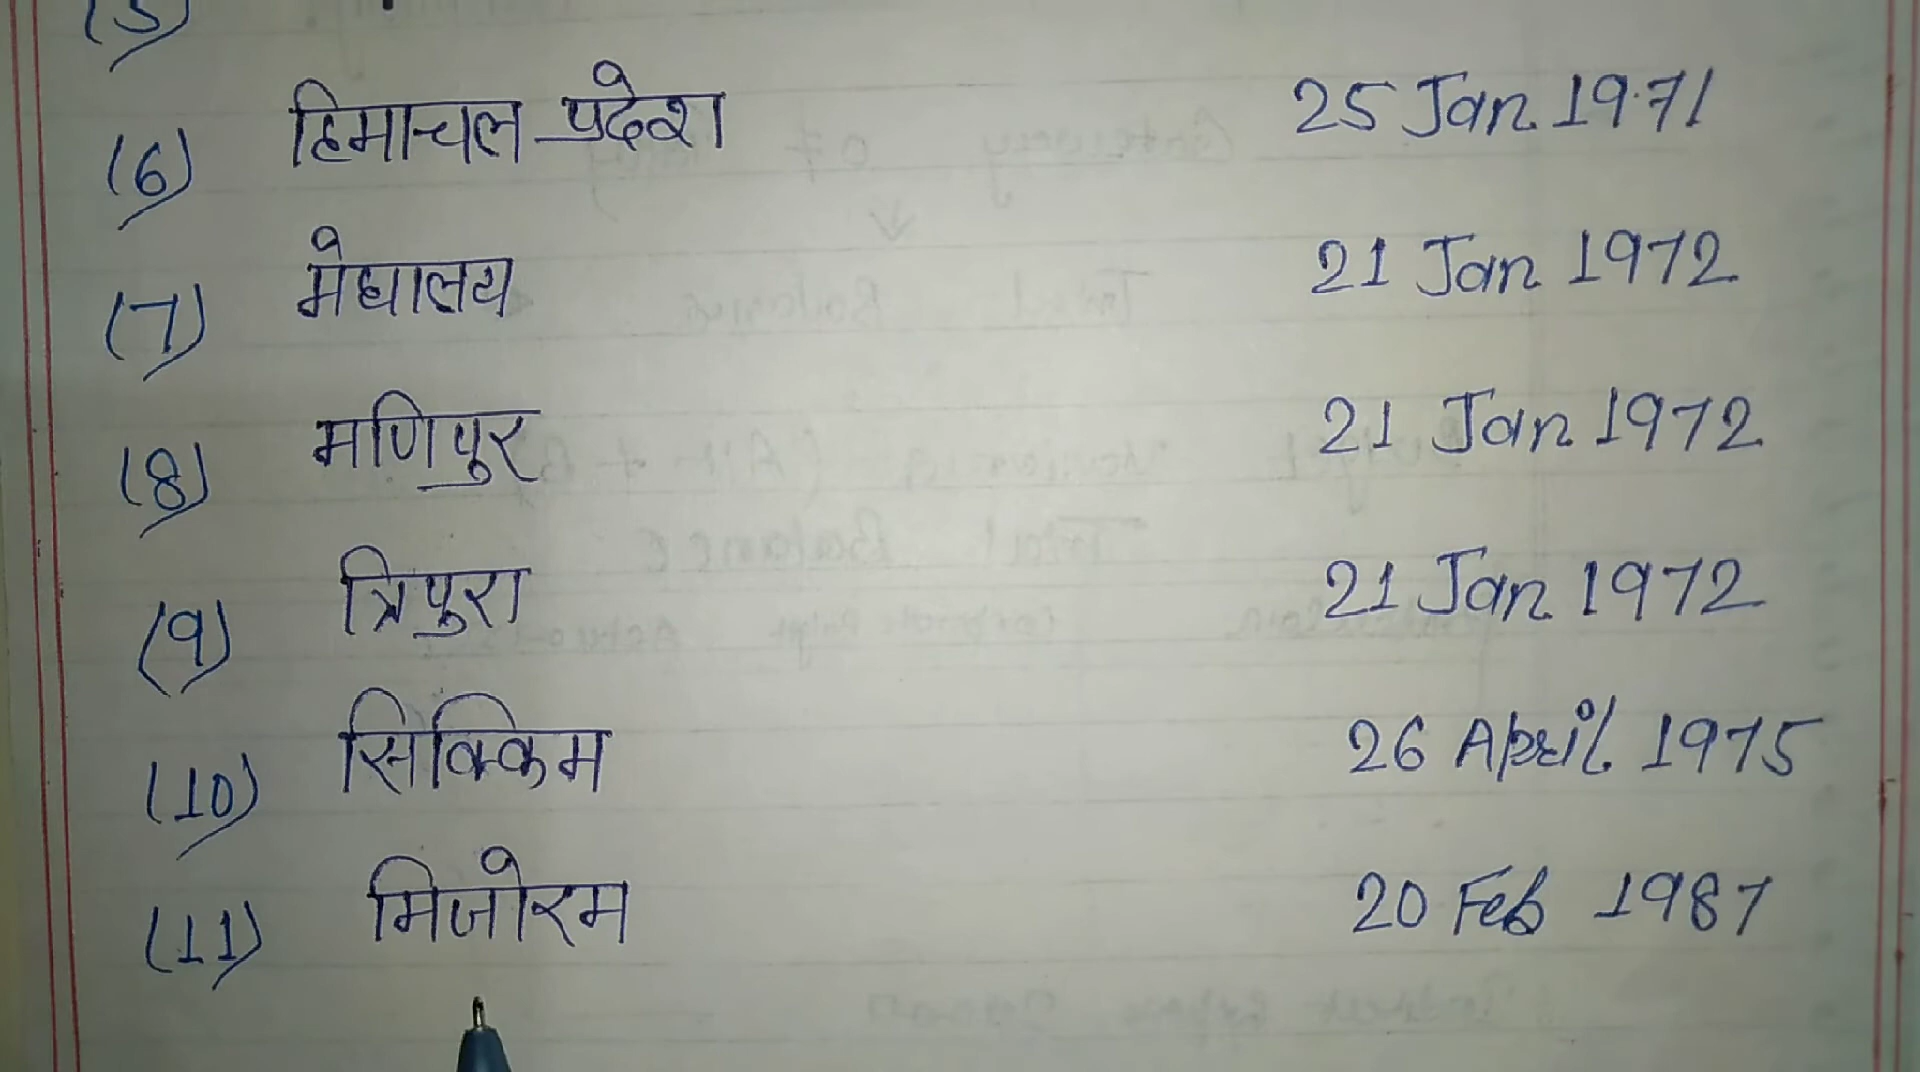 (5)
(6) हिमाचल प्रदेश 25 Jan 1971
(7) मेघालय 21 Jan 1972
(8) मणिपुर 21 Jan 1972
(9) त्रिपुरा 21 Jan 1972
(10) सिक्किम 26 April 1975
(11) मिजोरम 20 Feb 1987